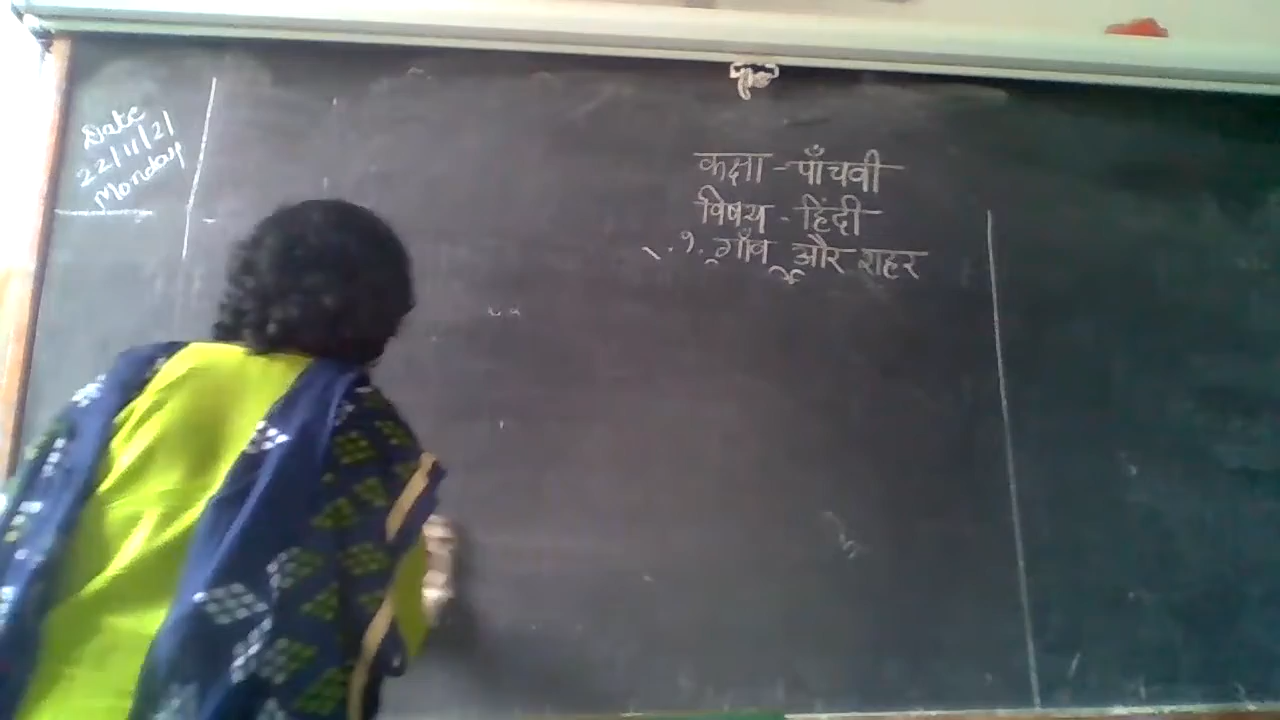 Date
22/11/21
Monday
कक्षा - पाँचवी
विषय - हिंदी
१. गाँव और शहर